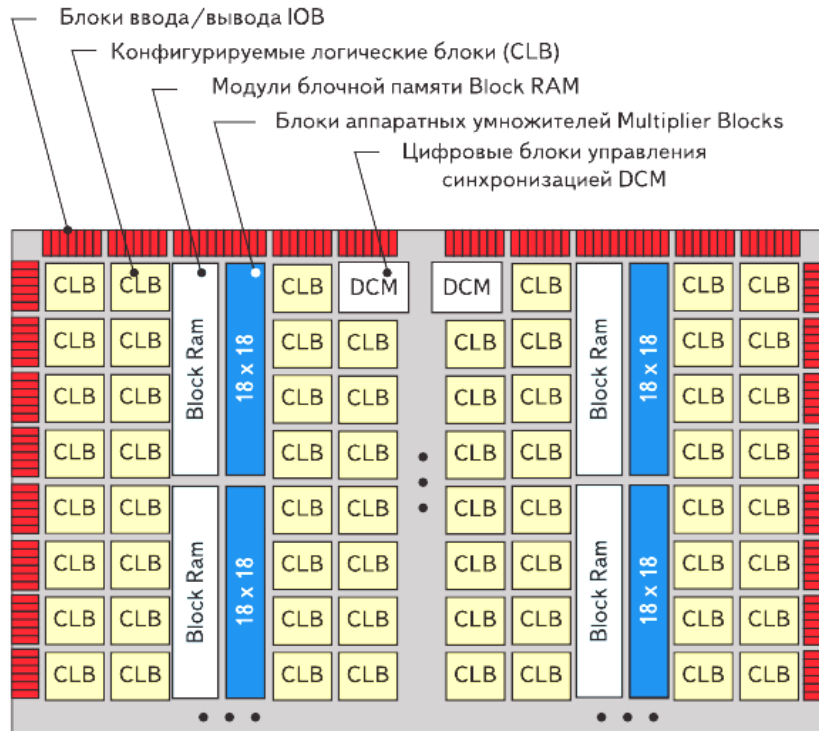 Блоки ввода/вывода IOB
Конфигурируемые логические блоки (CLB)
Модули блочной памяти Block RAM
Блоки аппаратных умножителей Multiplier Blocks
Цифровые блоки управления
синхронизацией DCM
CLB CLB CLB DCM DCM CLB CLB CLB
CLB CLB CLB CLB CLB CLB CLB CLB
CLB CLB CLB CLB CLB CLB CLB CLB
CLB CLB CLB CLB CLB CLB CLB CLB
Block Ram
18 x 18
Block Ram
18 x 18
CLB CLB CLB CLB CLB CLB CLB CLB
CLB CLB CLB CLB CLB CLB CLB CLB
CLB CLB CLB CLB CLB CLB CLB CLB
CLB CLB CLB CLB CLB CLB CLB CLB
Block Ram
18 x 18
Block Ram
18 x 18